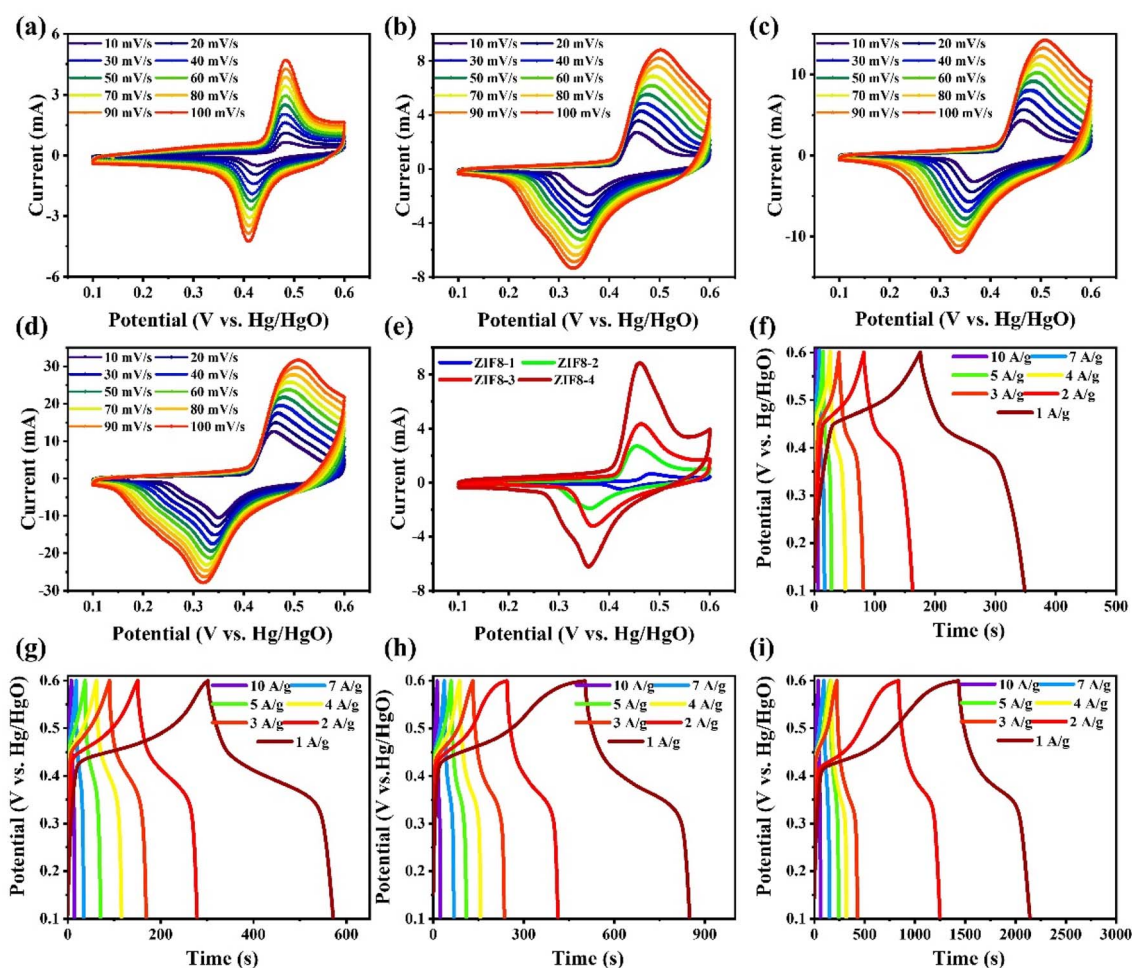 (a)
10 mV/s 20 mV/s
30 mV/s 40 mV/s
50 mV/s 60 mV/s
70 mV/s 80 mV/s
90 mV/s 100 mV/s
6
3
0
-3
-6
Current (mA)
0.1 0.2 0.3 0.4 0.5 0.6
Potential (V vs. Hg/HgO)
(b)
10 mV/s 20 mV/s
30 mV/s 40 mV/s
50 mV/s 60 mV/s
70 mV/s 80 mV/s
90 mV/s 100 mV/s
8
4
0
-4
-8
Current (mA)
0.1 0.2 0.3 0.4 0.5 0.6
Potential (V vs. Hg/HgO)
(c)
10 mV/s 20 mV/s
30 mV/s 40 mV/s
50 mV/s 60 mV/s
70 mV/s 80 mV/s
90 mV/s 100 mV/s
10
0
-10
Current (mA)
0.1 0.2 0.3 0.4 0.5 0.6
Potential (V vs. Hg/HgO)
(d)
10 mV/s 20 mV/s
30 mV/s 40 mV/s
50 mV/s 60 mV/s
70 mV/s 80 mV/s
90 mV/s 100 mV/s
30
20
10
0
-10
-20
-30
Current (mA)
0.1 0.2 0.3 0.4 0.5 0.6
Potential (V vs. Hg/HgO)
(e)
ZIF8-1 ZIF8-2
ZIF8-3 ZIF8-4
8
4
0
-4
-8
Current (mA)
0.1 0.2 0.3 0.4 0.5 0.6
Potential (V vs. Hg/HgO)
(f)
10 A/g 7 A/g
5 A/g 4 A/g
3 A/g 2 A/g
1 A/g
0.6
0.5
0.4
0.3
0.2
0.1
Potential (V vs. Hg/HgO)
0 100 200 300 400 500
Time (s)
(g)
10 A/g 7 A/g
5 A/g 4 A/g
3 A/g 2 A/g
1 A/g
0.6
0.5
0.4
0.3
0.2
0.1
Potential (V vs. Hg/HgO)
0 200 400 600
Time (s)
(h)
10 A/g 7 A/g
5 A/g 4 A/g
3 A/g 2 A/g
1 A/g
0.6
0.5
0.4
0.3
0.2
0.1
Potential (V vs.Hg/HgO)
0 300 600 900
Time (s)
(i)
10 A/g 7 A/g
5 A/g 4 A/g
3 A/g 2 A/g
1 A/g
0.6
0.5
0.4
0.3
0.2
0.1
Potential (V vs. Hg/HgO)
0 500 1000 1500 2000 2500 3000
Time (s)